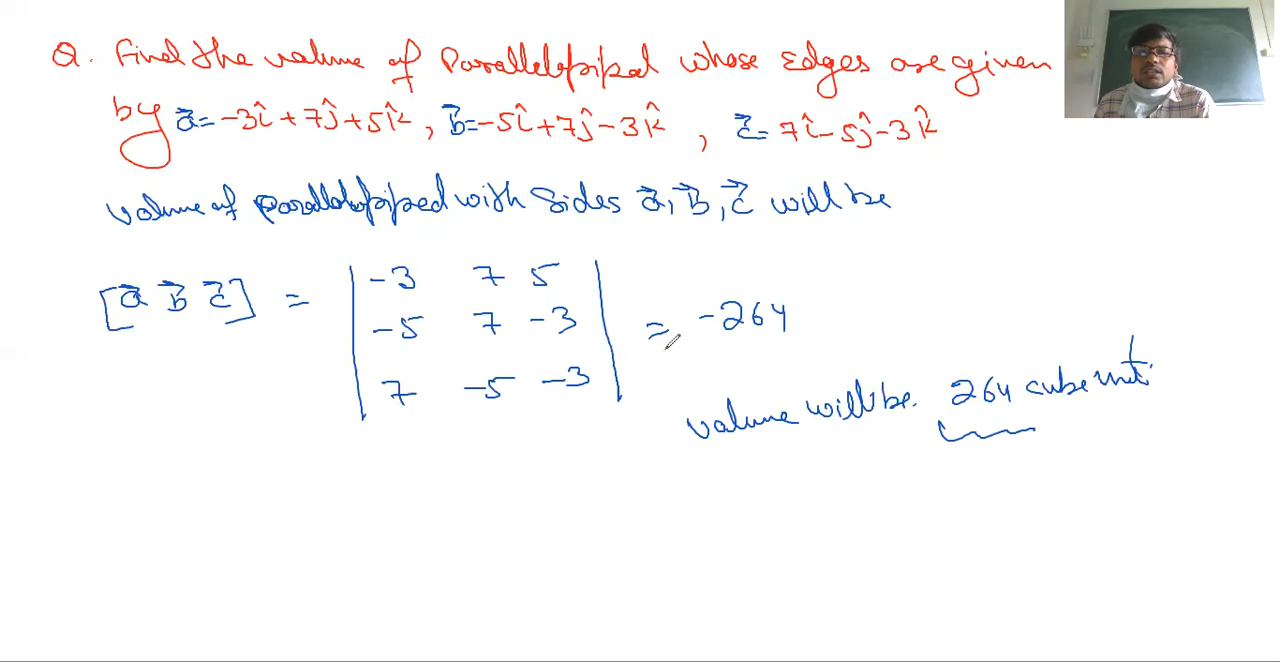 Q. Find the volume of Parallelopiped whose Edges are given
by a⃗= -3î + 7ĵ + 5k̂ , b⃗= -5î + 7ĵ - 3k̂ , c⃗= 7î - 5ĵ - 3k̂
Volume of parallelopiped with Sides a⃗, b⃗, c⃗ will be
[a⃗ b⃗ c⃗] = | -3 7 5 |
| -5 7 -3 | = -264
| 7 -5 -3 |
Volume will be. 264 cube unit.